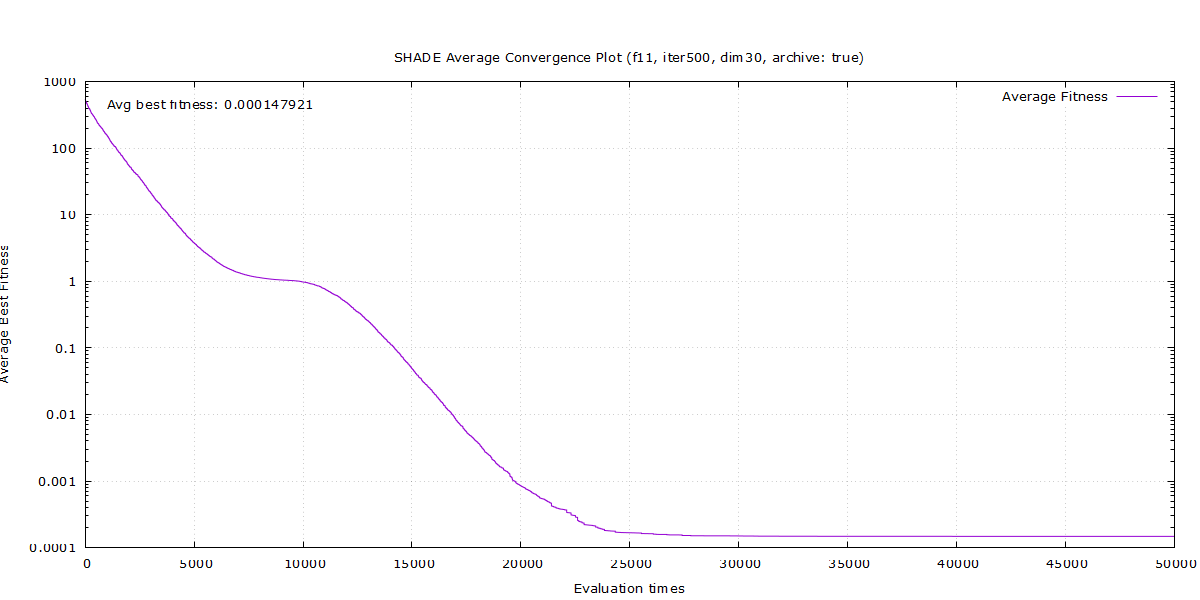 SHADE Average Convergence Plot (f11, iter500, dim30, archive: true)
1000
Avg best fitness: 0.000147921
Average Fitness
100
10
1
0.1
0.01
0.001
0.0001
Average Best Fitness
0 5000 10000 15000 20000 25000 30000 35000 40000 45000 50000
Evaluation times